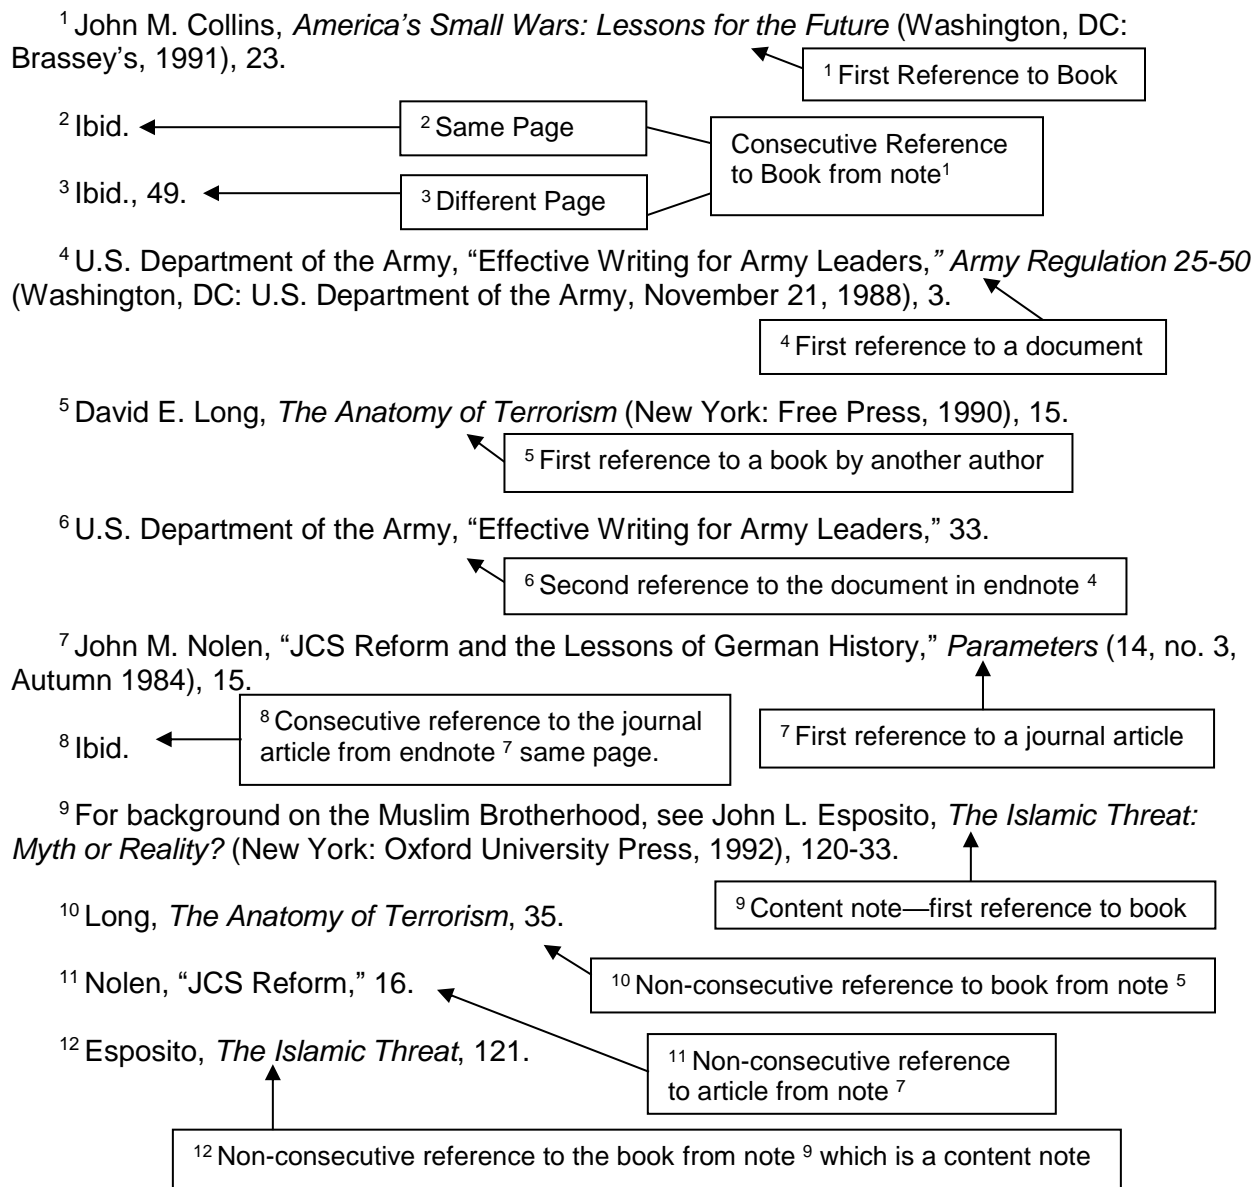 1 John M. Collins, America's Small Wars: Lessons for the Future (Washington, DC:
Brassey's, 1991), 23.
1 First Reference to Book
2 Ibid.
2 Same Page
Consecutive Reference
to Book from note1
3 Ibid., 49.
3 Different Page
4 U.S. Department of the Army, “Effective Writing for Army Leaders,” Army Regulation 25-50
(Washington, DC: U.S. Department of the Army, November 21, 1988), 3.
4 First reference to a document
5 David E. Long, The Anatomy of Terrorism (New York: Free Press, 1990), 15.
5 First reference to a book by another author
6 U.S. Department of the Army, “Effective Writing for Army Leaders,” 33.
6 Second reference to the document in endnote 4
7 John M. Nolen, “JCS Reform and the Lessons of German History,” Parameters (14, no. 3,
Autumn 1984), 15.
8 Ibid.
8 Consecutive reference to the journal
article from endnote 7 same page.
7 First reference to a journal article
9 For background on the Muslim Brotherhood, see John L. Esposito, The Islamic Threat:
Myth or Reality? (New York: Oxford University Press, 1992), 120-33.
9 Content note—first reference to book
10 Long, The Anatomy of Terrorism, 35.
10 Non-consecutive reference to book from note 5
11 Nolen, “JCS Reform,” 16.
11 Non-consecutive reference
to article from note 7
12 Esposito, The Islamic Threat, 121.
12 Non-consecutive reference to the book from note 9 which is a content note